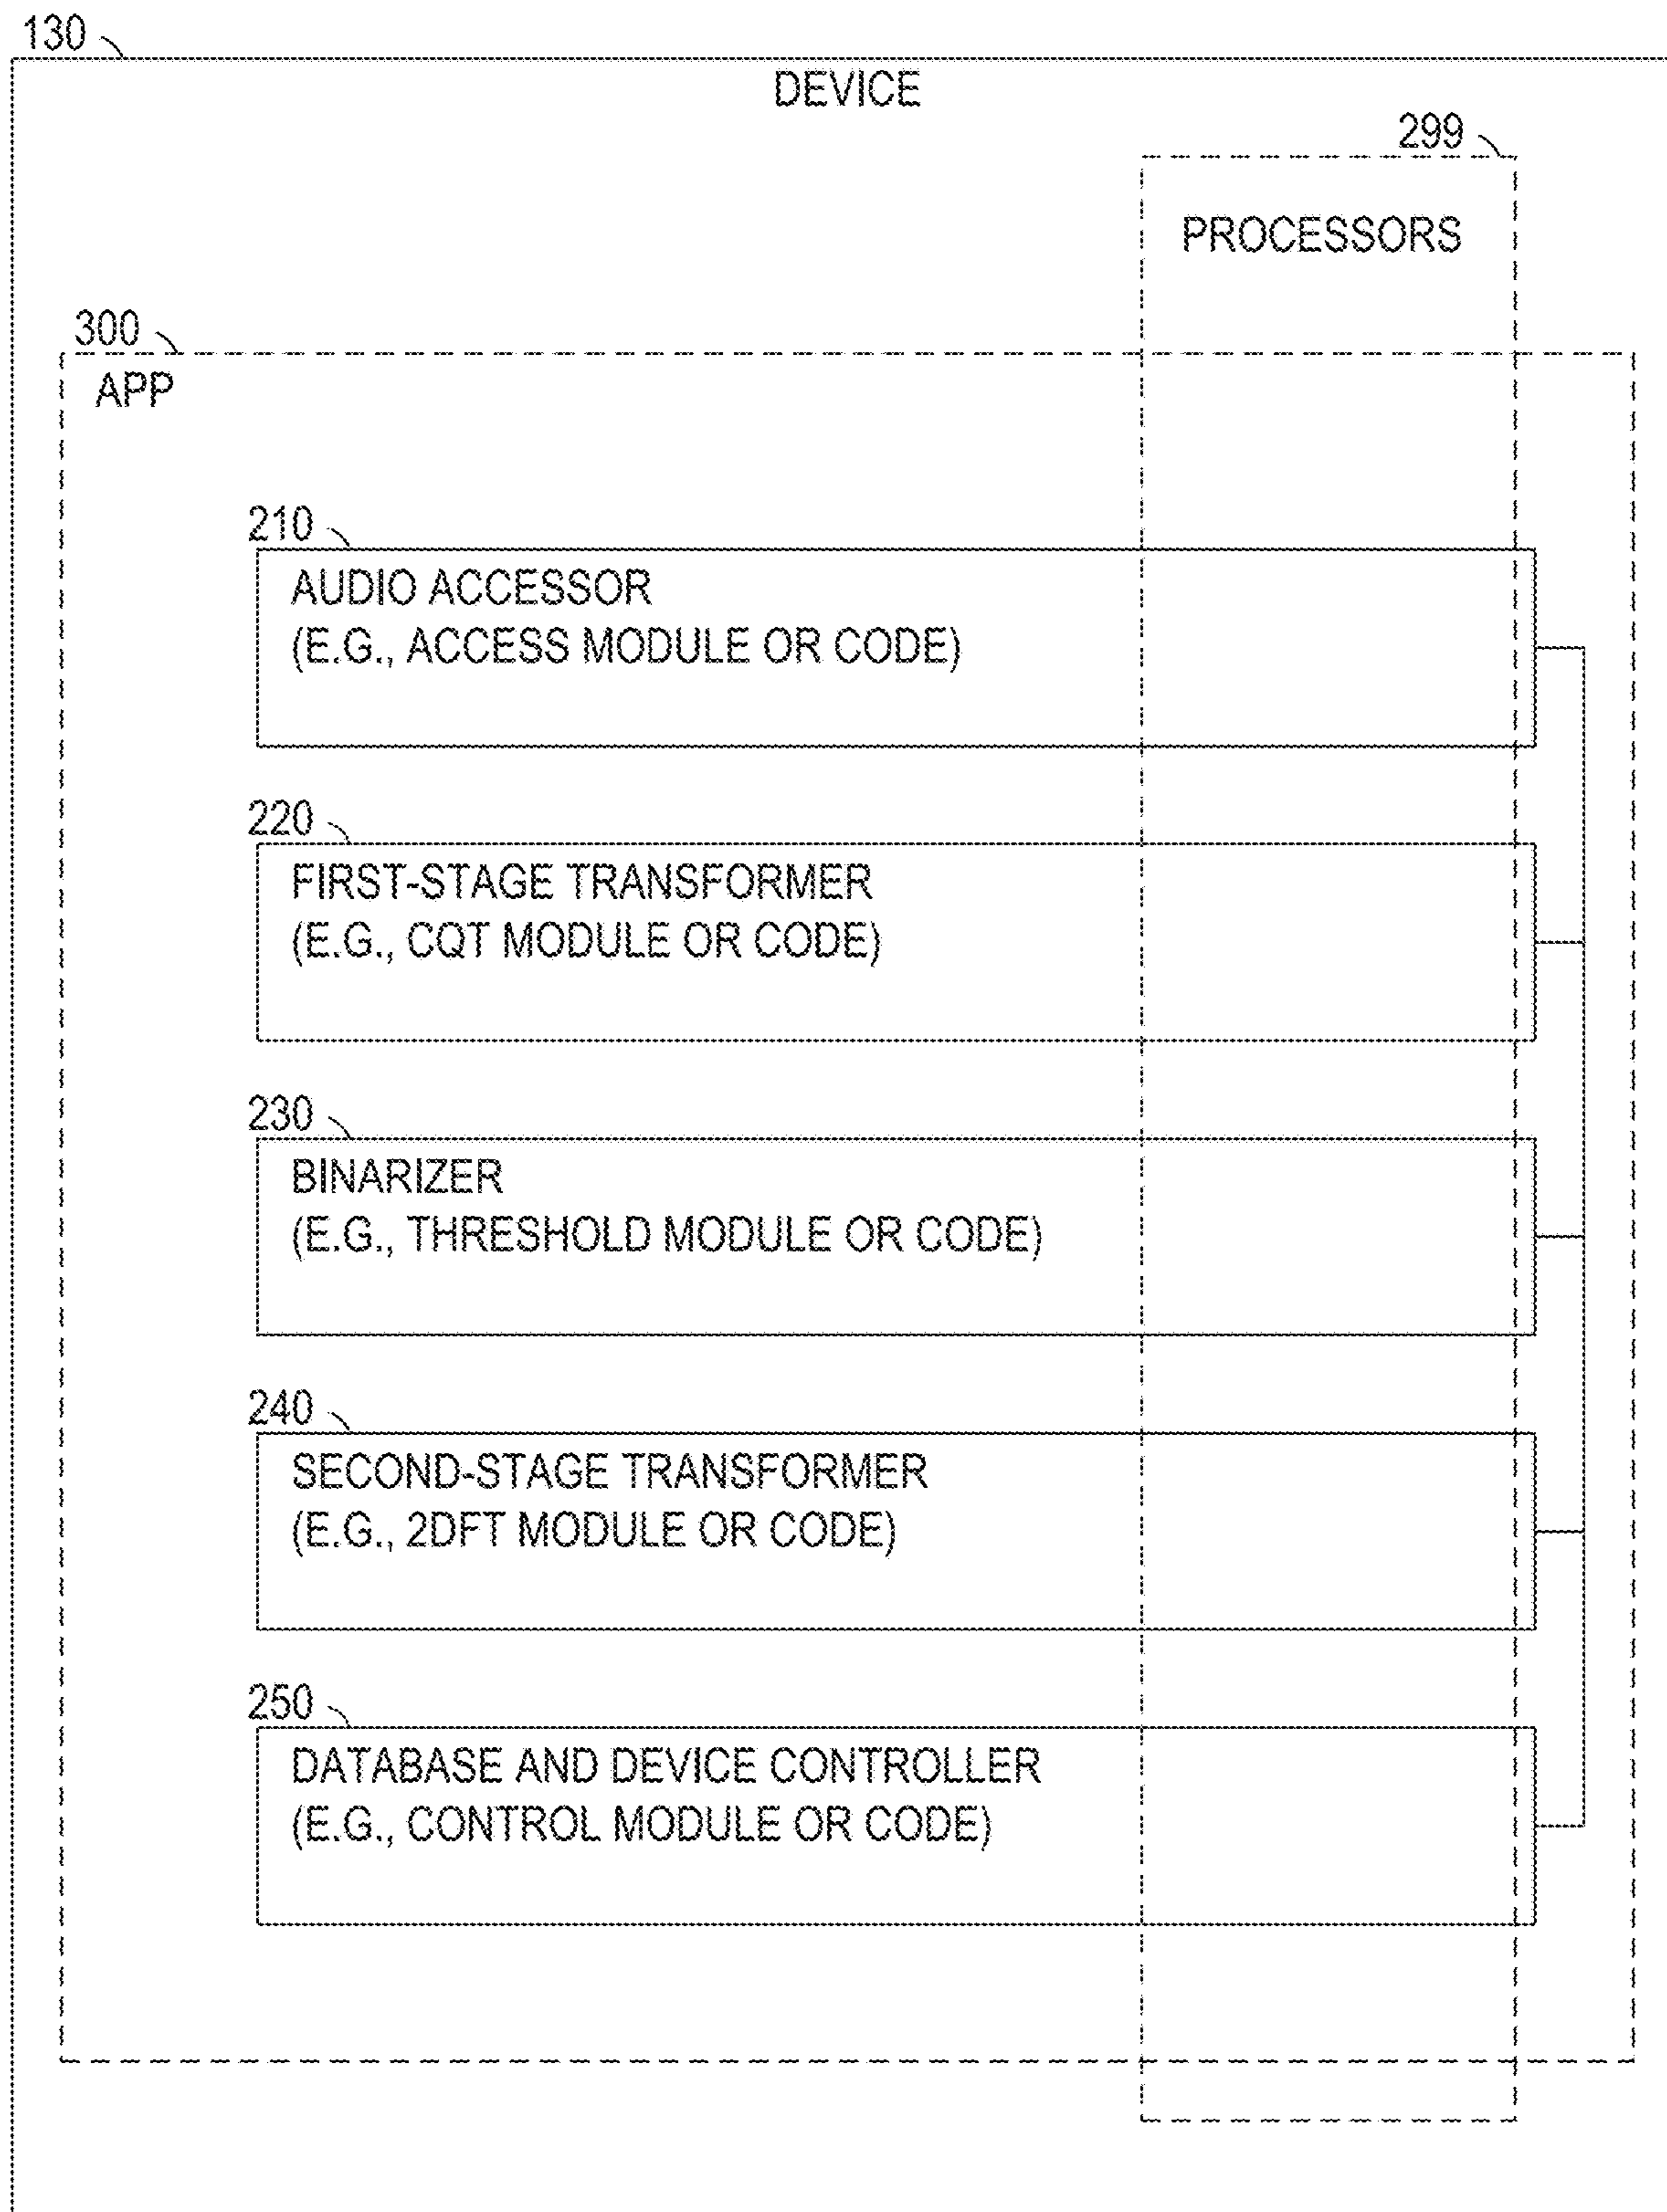 130
DEVICE
299
PROCESSORS
300
APP
210
AUDIO ACCESSOR
(E.G., ACCESS MODULE OR CODE)
220
FIRST-STAGE TRANSFORMER
(E.G., CQT MODULE OR CODE)
230
BINARIZER
(E.G., THRESHOLD MODULE OR CODE)
240
SECOND-STAGE TRANSFORMER
(E.G., 2DFT MODULE OR CODE)
250
DATABASE AND DEVICE CONTROLLER
(E.G., CONTROL MODULE OR CODE)